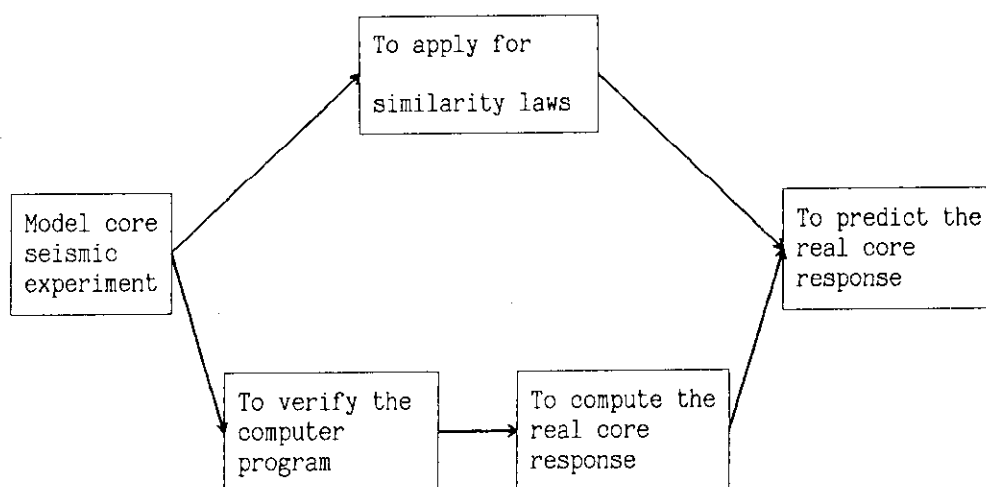 To apply for
similarity laws
Model core
seismic
experiment
To predict the
real core
response
To verify the
computer
program
To compute the
real core
response